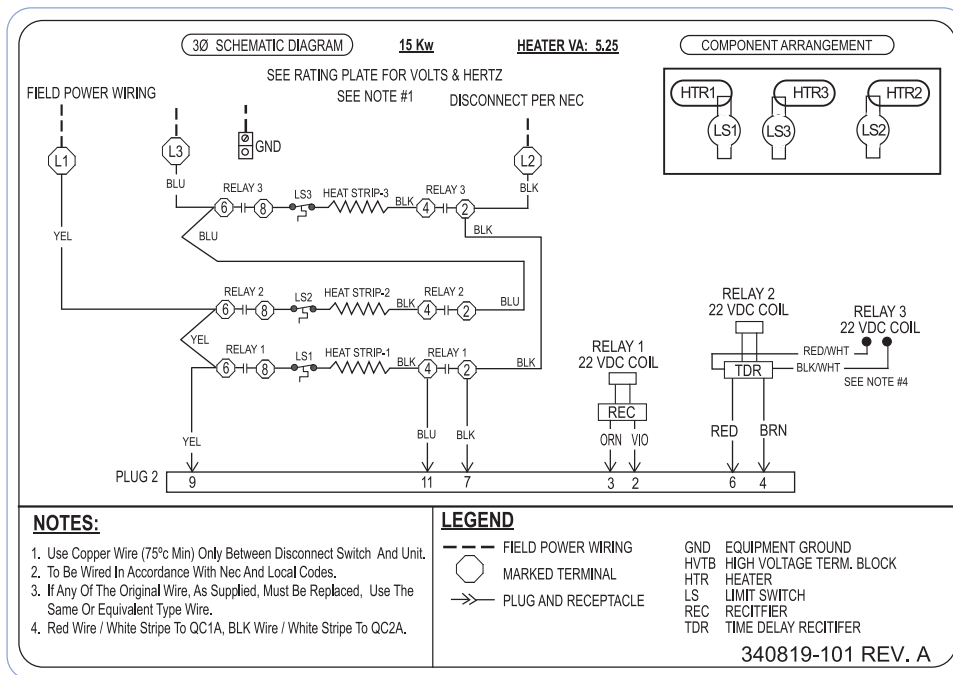 3Ø SCHEMATIC DIAGRAM
15 Kw
HEATER VA: 5.25
COMPONENT ARRANGEMENT
SEE RATING PLATE FOR VOLTS & HERTZ
SEE NOTE #1
FIELD POWER WIRING
DISCONNECT PER NEC
HTR1
HTR3
HTR2
LS1
LS3
LS2
L1
L3
GND
L2
BLU
BLK
RELAY 3
LS3
HEAT STRIP-3
RELAY 3
6
8
BLK
4
2
YEL
BLU
BLK
RELAY 2
LS2
HEAT STRIP-2
RELAY 2
6
8
BLK
4
2
BLU
YEL
RELAY 1
LS1
HEAT STRIP-1
RELAY 1
6
8
BLK
4
2
BLK
RELAY 1
22 VDC COIL
REC
ORN
VIO
RELAY 2
22 VDC COIL
TDR
RED
BRN
RELAY 3
22 VDC COIL
RED/WHT
BLK/WHT
SEE NOTE #4
YEL
BLU
BLK
PLUG 2
9
11
7
3
2
6
4
NOTES:
1. Use Copper Wire (75ºc Min) Only Between Disconnect Switch And Unit.
2. To Be Wired In Accordance With Nec And Local Codes.
3. If Any Of The Original Wire, As Supplied, Must Be Replaced, Use The
Same Or Equivalent Type Wire.
4. Red Wire / White Stripe To QC1A, BLK Wire / White Stripe To QC2A.
LEGEND
FIELD POWER WIRING
MARKED TERMINAL
PLUG AND RECEPTACLE
GND EQUIPMENT GROUND
HVTB HIGH VOLTAGE TERM. BLOCK
HTR HEATER
LS LIMIT SWITCH
REC RECITFIER
TDR TIME DELAY RECITIFER
340819-101 REV. A